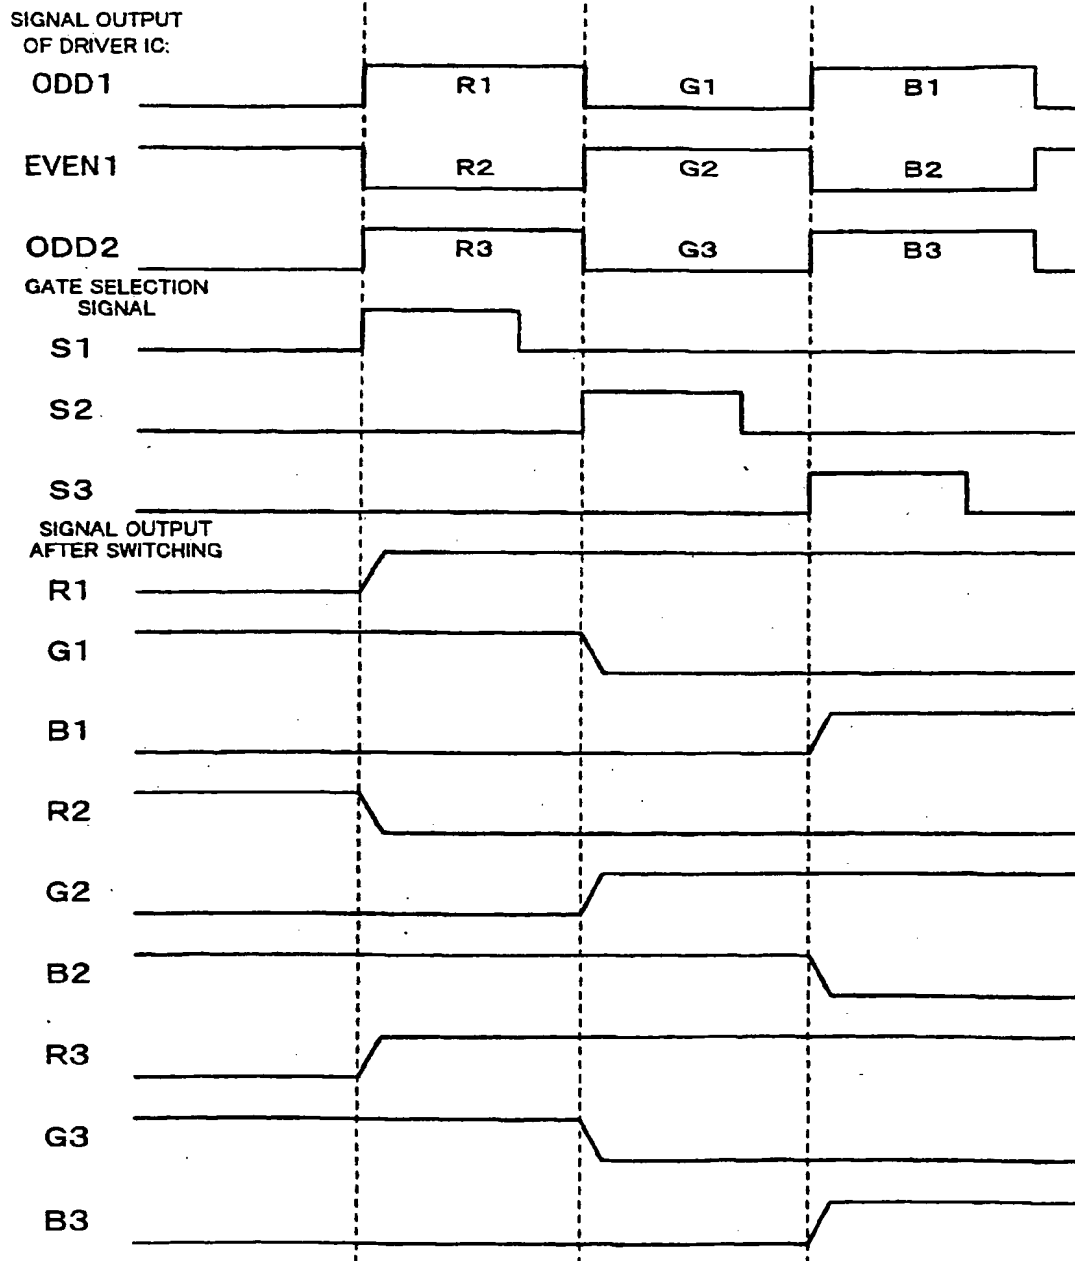 SIGNAL OUTPUT
OF DRIVER IC:
ODD1 R1 G1 B1
EVEN1 R2 G2 B2
ODD2 R3 G3 B3
GATE SELECTION
SIGNAL
S1
S2
S3
SIGNAL OUTPUT
AFTER SWITCHING
R1
G1
B1
R2
G2
B2
R3
G3
B3